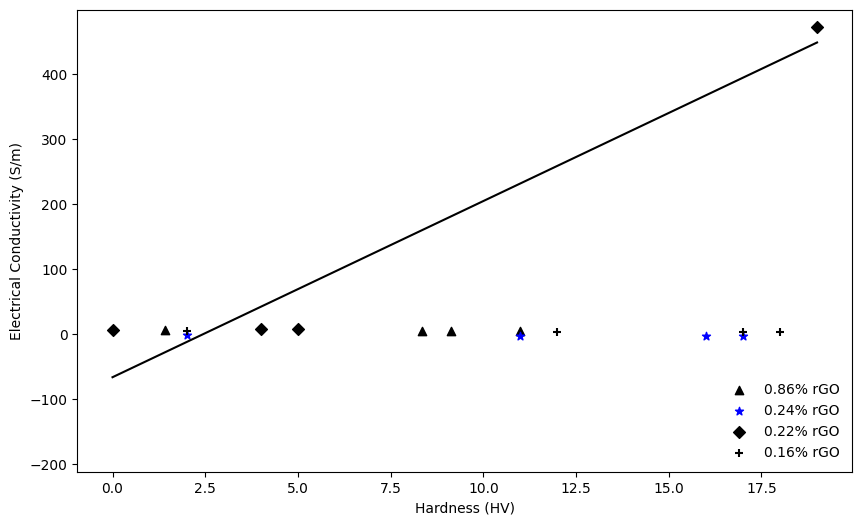 400
300
200
100
0
−100
−200
Electrical Conductivity (S/m)
0.86% rGO
0.24% rGO
0.22% rGO
0.16% rGO
0.0 2.5 5.0 7.5 10.0 12.5 15.0 17.5
Hardness (HV)